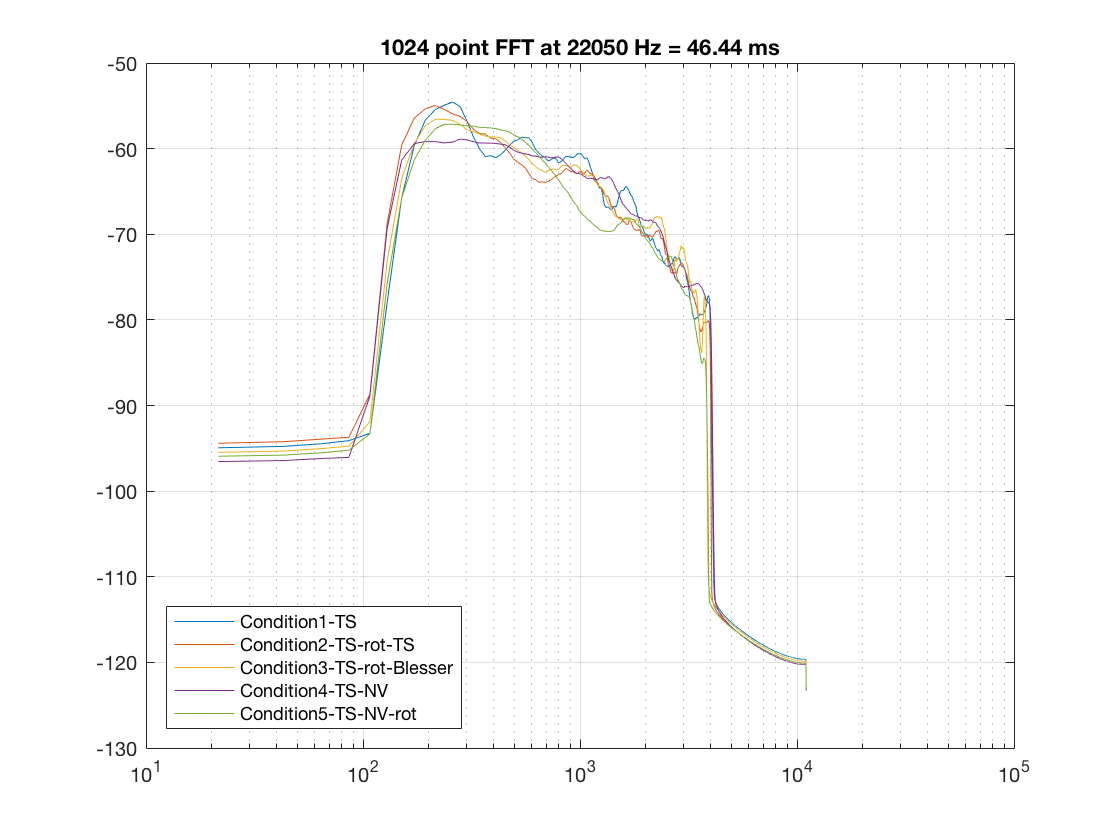 1024 point FFT at 22050 Hz = 46.44 ms
-50
-60
-70
-80
-90
-100
-110
-120
-130
Condition1-TS
Condition2-TS-rot-TS
Condition3-TS-rot-Blesser
Condition4-TS-NV
Condition5-TS-NV-rot
10^1 10^2 10^3 10^4 10^5